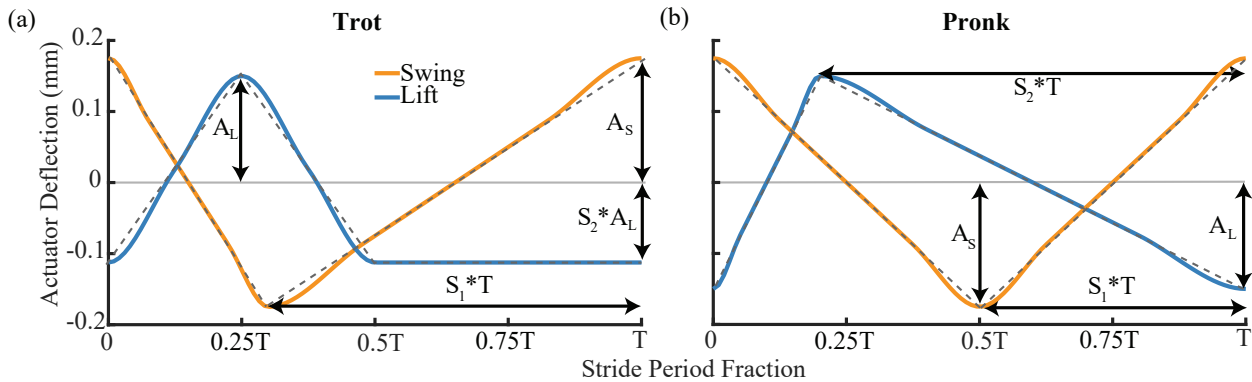 (a) Trot
(b) Pronk
Actuator Deflection (mm)
0.2
0.1
0
-0.1
-0.2
Swing
Lift
A_L
A_S
S_2*A_L
S_1*T
0 0.25T 0.5T 0.75T T
S_2*T
A_S
A_L
S_1*T
0 0.25T 0.5T 0.75T T
Stride Period Fraction